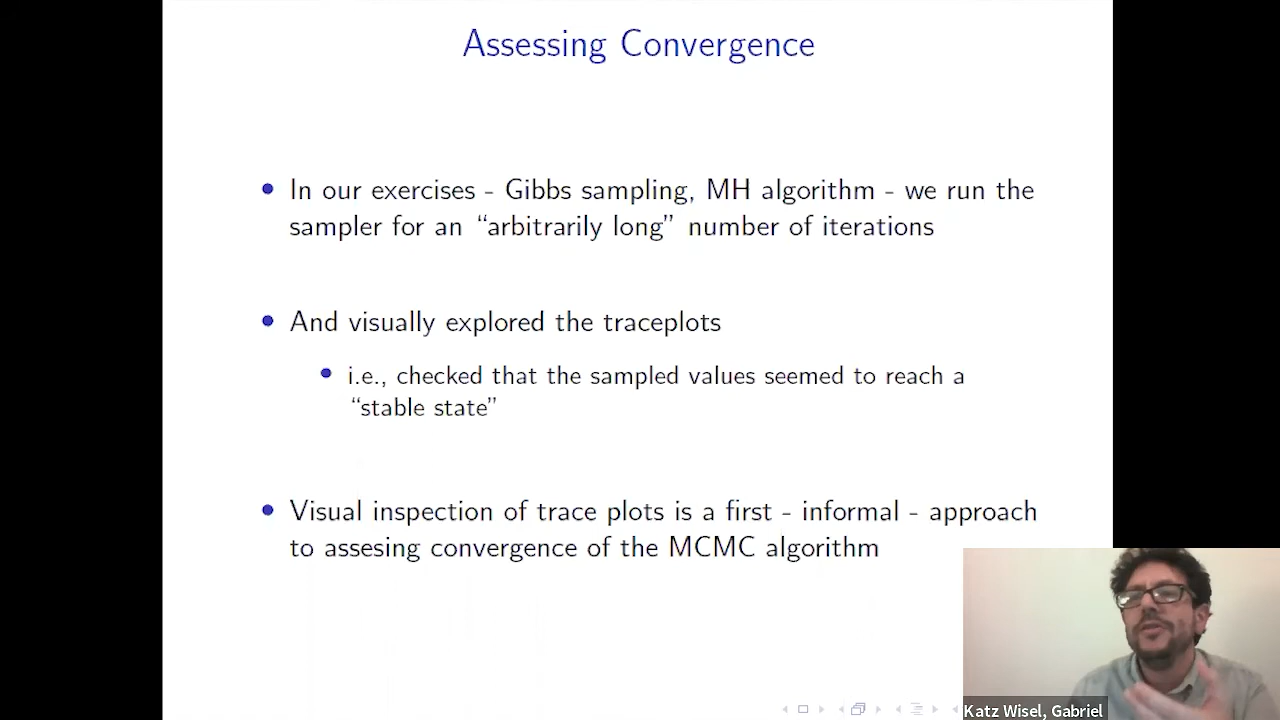 Assessing Convergence
In our exercises - Gibbs sampling, MH algorithm - we run the
sampler for an “arbitrarily long” number of iterations
And visually explored the traceplots
i.e., checked that the sampled values seemed to reach a
“stable state”
Visual inspection of trace plots is a first - informal - approach
to assesing convergence of the MCMC algorithm
Katz Wisel, Gabriel